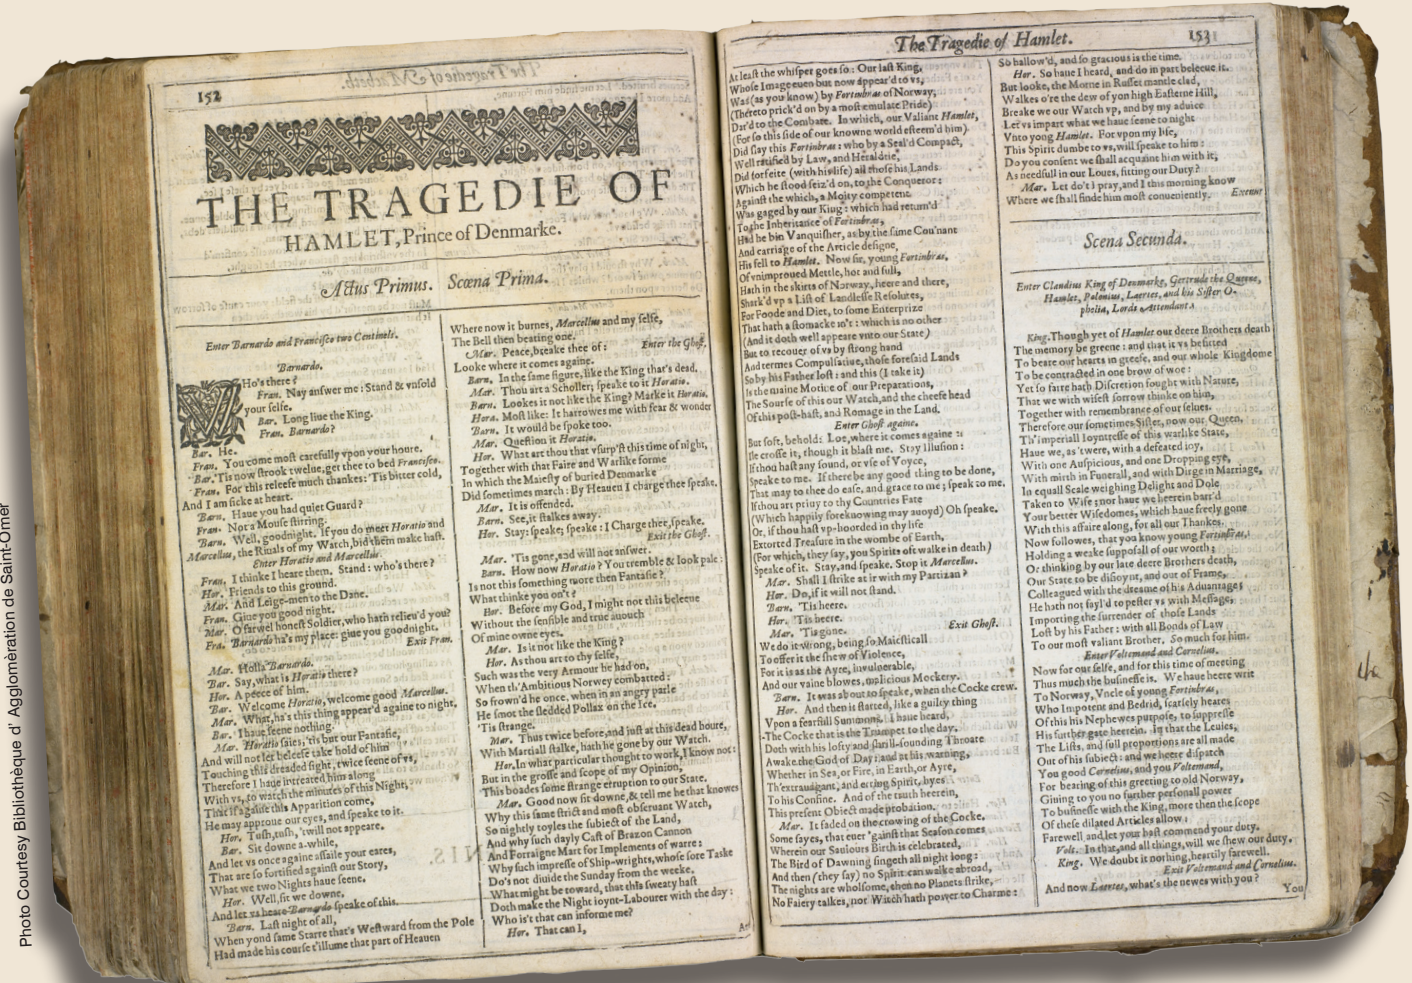 Photo Courtesy Bibliothèque d' Agglomération de Saint-Omer
152
THE TRAGEDIE OF
HAMLET, Prince of Denmarke.
Actus Primus. Scœna Prima.
Enter Barnardo and Francisco two Centinels.
Barnardo.
Who's there?
Fran. Nay answer me: Stand & vnfold
your selfe.
Bar. Long liue the King.
Fran. Barnardo?
Bar. He.
Fran. You come most carefully vpon your houre.
Bar. 'Tis now strook twelue, get thee to bed Francisco.
Fran. For this releefe much thankes: 'Tis bitter cold,
And I am sicke at heart.
Barn. Haue you had quiet Guard?
Fran. Not a Mouse stirring.
Barn. Well, goodnight. If you do meet Horatio and
Marcellus, the Riuals of my Watch, bid them make hast.
Enter Horatio and Marcellus.
Fran. I thinke I heare them. Stand: who's there?
Hor. Friends to this ground.
Mar. And Leige-men to the Dane.
Fran. Giue you good night.
Mar. O farwel honest Soldier, who hath relieu'd you?
Fra. Barnardo ha's my place: giue you goodnight.
Exit Fran.
Mar. Holla Barnardo.
Bar. Say, what is Horatio there?
Hor. A peece of him.
Bar. Welcome Horatio, welcome good Marcellus.
Mar. What, ha's this thing appear'd againe to night,
Bar. I haue seene nothing.
Mar. Horatio saies, 'tis but our Fantasie,
And will not let beleefe take hold of him
Touching this dreaded sight, twice seene of vs,
Therefore I haue intreated him along
With vs, to watch the minutes of this Night,
That if againe this Apparition come,
He may approue our eyes, and speake to it.
Hor. Tush, tush, 'twill not appeare.
Bar. Sit downe a-while,
And let vs once againe assaile your eares,
That are so fortified against our Story,
What we two Nights haue seene.
Hor. Well, sit we downe,
And let vs heare Barnardo speake of this.
Barn. Last night of all,
When yond same Starre that's Westward from the Pole
Had made his course t'illume that part of Heauen
Where now it burnes, Marcellus and my selfe,
The Bell then beating one.
Mar. Peace, breake thee of: Enter the Ghost.
Looke where it comes againe.
Barn. In the same figure, like the King that's dead.
Mar. Thou art a Scholler; speake to it Horatio.
Barn. Lookes it not like the King? Marke it Horatio.
Hora. Most like: It harrowes me with fear & wonder
Barn. It would be spoke too.
Mar. Question it Horatio.
Hor. What art thou that vsurp'st this time of night,
Together with that Faire and Warlike forme
In which the Maiesty of buried Denmarke
Did sometimes march: By Heauen I charge thee speake.
Mar. It is offended.
Barn. See, it stalkes away.
Hor. Stay: speake; speake: I Charge thee, speake.
Exit the Ghost.
Mar. 'Tis gone, and will not answer.
Barn. How now Horatio? You tremble & look pale:
Is not this something more then Fantasie?
What thinke you on't?
Hor. Before my God, I might not this beleeue
Without the sensible and true auouch
Of mine owne eyes.
Mar. Is it not like the King?
Hor. As thou art to thy selfe,
Such was the very Armour he had on,
When th' Ambitious Norwey combatted:
So frown'd he once, when in an angry parle
He smot the sledded Pollax on the Ice.
'Tis strange.
Mar. Thus twice before, and just at this dead houre,
With Martiall stalke, hath he gone by our Watch.
Hor. In what particular thought to work, I know not:
But in the grosse and scope of my Opinion,
This boades some strange erruption to our State.
Mar. Good now sit downe, & tell me he that knowes
Why this same strict and most obseruant Watch,
So nightly toyles the subiect of the Land,
And why such dayly Cast of Brazon Cannon
And Forraigne Mart for Implements of warre:
Why such impresse of Ship-wrights, whose sore Taske
Do's not diuide the Sunday from the weeke,
What might be toward, that this sweaty hast
Doth make the Night ioynt-Labourer with the day:
Who is't that can informe me?
Hor. That can I,
The Tragedie of Hamlet. 153
At least the whisper goes so: Our last King,
Whose Image euen but now appear'd to vs,
Was (as you know) by Fortinbras of Norway,
(Thereto prick'd on by a most emulate Pride)
Dar'd to the Combate. In which, our Valiant Hamlet,
(For so this side of our knowne world esteem'd him)
Did slay this Fortinbras: who by a Seal'd Compact,
Well ratified by Law, and Heraldrie,
Did forfeite (with his life) all those his Lands
Which he stood seiz'd on, to the Conqueror:
Against the which, a Moity competent
Was gaged by our King: which had return'd
To the Inheritance of Fortinbras,
Had he bin Vanquisher, as by the same Cou'nant
And carriage of the Article designe,
His fell to Hamlet. Now sir, young Fortinbras,
Of vnimproued Mettle, hot and full,
Hath in the skirts of Norway, heere and there,
Shark'd vp a List of Landlesse Resolutes,
For Foode and Diet, to some Enterprize
That hath a stomacke in't: which is no other
(And it doth well appeare vnto our State)
But to recouer of vs by strong hand
And termes Compulsatiue, those foresaid Lands
So by his Father lost: and this (I take it)
Is the maine Motiue of our Preparations,
The Sourse of this our Watch, and the cheefe head
Of this post-hast, and Romage in the Land.
Enter Ghost againe.
But soft, behold: Loe, where it comes againe:
Ile crosse it, though it blast me. Stay Illusion:
If thou hast any sound, or vse of Voyce,
Speake to me. If there be any good thing to be done,
That may to thee do ease, and grace to me; speak to me.
If thou art priuy to thy Countries Fate
(Which happily foreknowing may auoyd) Oh speake.
Or, if thou hast vp-hoorded in thy life
Extorted Treasure in the wombe of Earth,
(For which, they say, you Spirits oft walke in death)
Speake of it. Stay, and speake. Stop it Marcellus.
Mar. Shall I strike at it with my Partizan?
Hor. Do, if it will not stand.
Barn. 'Tis heere.
Hor. 'Tis heere.
Mar. 'Tis gone. Exit Ghost.
We do it wrong, being so Maiesticall
To offer it the shew of Violence,
For it is as the Ayre, invulnerable,
And our vaine blowes, malicious Mockery.
Barn. It was about to speake, when the Cocke crew.
Hor. And then it started, like a guilty thing
Vpon a fearfull Summons. I haue heard,
The Cocke that is the Trumpet to the day,
Doth with his lofty and shrill-sounding Throate
Awake the God of Day: and at his warning,
Whether in Sea, or Fire, in Earth, or Ayre,
Th' extrauagant, and erring Spirit, hyes
To his Confine. And of the truth heerein,
This present Obiect made probation.
Mar. It faded on the crowing of the Cocke.
Some sayes, that euer 'gainst that Season comes
Wherein our Sauiours Birth is celebrated,
The Bird of Dawning singeth all night long:
And then (they say) no Spirit can walke abroad,
The nights are wholsome, then no Planets strike,
No Faiery talkes, nor Witch hath power to Charme:
So hallow'd, and so gracious is the time.
Hor. So haue I heard, and do in part beleeue it.
But looke, the Morne in Russet mantle clad,
Walkes o're the dew of yon high Easterne Hill,
Breake we our Watch vp, and by my aduice
Let vs impart what we haue seene to night
Vnto yong Hamlet. For vpon my life,
This Spirit dumbe to vs, will speake to him:
Do you consent we shall acquaint him with it,
As needfull in our Loues, fitting our Duty?
Mar. Let do't I pray, and I this morning know
Where we shall finde him most conueniently. Exeunt
Scena Secunda.
Enter Claudius King of Denmarke, Gertrude the Queene,
Hamlet, Polonius, Laertes, and his Sister O-
phelia, Lords Attendant.
King. Though yet of Hamlet our deere Brothers death
The memory be greene: and that it vs befitted
To beare our hearts in greefe, and our whole Kingdome
To be contracted in one brow of woe:
Yet so farre hath Discretion fought with Nature,
That we with wisest sorrow thinke on him,
Together with remembrance of our selues.
Therefore our sometimes Sister, now our Queen,
Th' imperiall Ioyntresse of this warlike State,
Haue we, as 'twere, with a defeated ioy,
With one Auspicious, and one Dropping eye,
With mirth in Funerall, and with Dirge in Marriage,
In equall Scale weighing Delight and Dole
Taken to Wife; nor haue we heerein barr'd
Your better Wisedomes, which haue freely gone
With this affaire along, for all our Thankes.
Now followes, that you know young Fortinbras,
Holding a weake supposall of our worth;
Or thinking by our late deere Brothers death,
Our State to be disioynt, and out of Frame,
Colleagued with the dreame of his Aduantage;
He hath not fayl'd to pester vs with Message,
Importing the surrender of those Lands
Lost by his Father: with all Bonds of Law
To our most valiant Brother. So much for him.
Enter Voltemand and Cornelius.
Now for our selfe, and for this time of meeting
Thus much the businesse is. We haue heere writ
To Norway, Vncle of young Fortinbras,
Who Impotent and Bedrid, scarsely heares
Of this his Nephewes purpose, to suppresse
His further gate heerein. In that the Leuies,
The Lists, and full proportions are all made
Out of his subiect: and we heere dispatch
You good Cornelius, and you Voltemand,
For bearing of this greeting to old Norway,
Giuing to you no further personall power
To businesse with the King, more then the scope
Of these dilated Articles allow:
Farewell and let your hast commend your duty.
Volt. In that, and all things, will we shew our duty.
King. We doubt it nothing, heartily farewell.
Exit Voltemand and Cornelius.
And now Laertes, what's the newes with you?
You